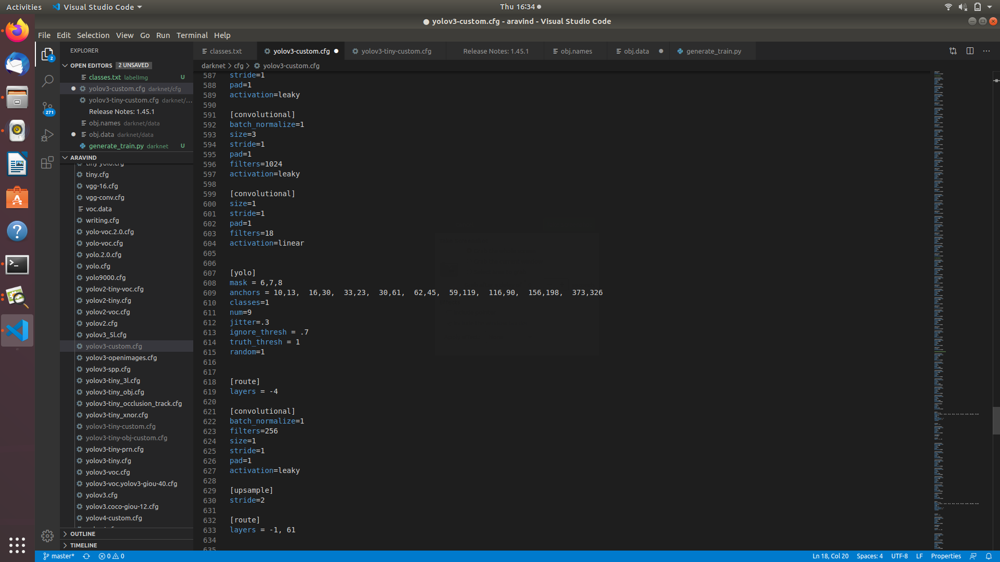 Activities
Visual Studio Code
Thu 16:34
yolov3-custom.cfg - aravind - Visual Studio Code
File Edit Selection View Go Run Terminal Help
EXPLORER
OPEN EDITORS 2 UNSAVED
classes.txt labelImg U
yolov3-custom.cfg darknet/cfg
yolov3-tiny-custom.cfg darknet/...
Release Notes: 1.45.1
obj.names darknet/data
obj.data darknet/data
generate_train.py darknet U
ARAVIND
tiny-yolo.cfg
tiny.cfg
vgg-16.cfg
vgg-conv.cfg
voc.data
writing.cfg
yolo-voc.2.0.cfg
yolo-voc.cfg
yolo.2.0.cfg
yolo.cfg
yolo9000.cfg
yolov2-tiny-voc.cfg
yolov2-tiny.cfg
yolov2-voc.cfg
yolov2.cfg
yolov3_5l.cfg
yolov3-custom.cfg
yolov3-openimages.cfg
yolov3-spp.cfg
yolov3-tiny_3l.cfg
yolov3-tiny_obj.cfg
yolov3-tiny_occlusion_track.cfg
yolov3-tiny_xnor.cfg
yolov3-tiny-custom.cfg
yolov3-tiny-obj-custom.cfg
yolov3-tiny-prn.cfg
yolov3-tiny.cfg
yolov3-voc.cfg
yolov3-voc.yolov3-giou-40.cfg
yolov3.cfg
yolov3.coco-giou-12.cfg
yolov4-custom.cfg
OUTLINE
TIMELINE
2
271
classes.txt yolov3-custom.cfg yolov3-tiny-custom.cfg Release Notes: 1.45.1 obj.names obj.data generate_train.py
darknet > cfg > yolov3-custom.cfg
587 stride=1
588 pad=1
589 activation=leaky
590
591 [convolutional]
592 batch_normalize=1
593 size=3
594 stride=1
595 pad=1
596 filters=1024
597 activation=leaky
598
599 [convolutional]
600 size=1
601 stride=1
602 pad=1
603 filters=18
604 activation=linear
605
606
607 [yolo]
608 mask = 6,7,8
609 anchors = 10,13,  16,30,  33,23,  30,61,  62,45,  59,119,  116,90,  156,198,  373,326
610 classes=1
611 num=9
612 jitter=.3
613 ignore_thresh = .7
614 truth_thresh = 1
615 random=1
616
617
618 [route]
619 layers = -4
620
621 [convolutional]
622 batch_normalize=1
623 filters=256
624 size=1
625 stride=1
626 pad=1
627 activation=leaky
628
629 [upsample]
630 stride=2
631
632 [route]
633 layers = -1, 61
634
635
master* 0 0 Ln 18, Col 20 Spaces: 4 UTF-8 LF Properties